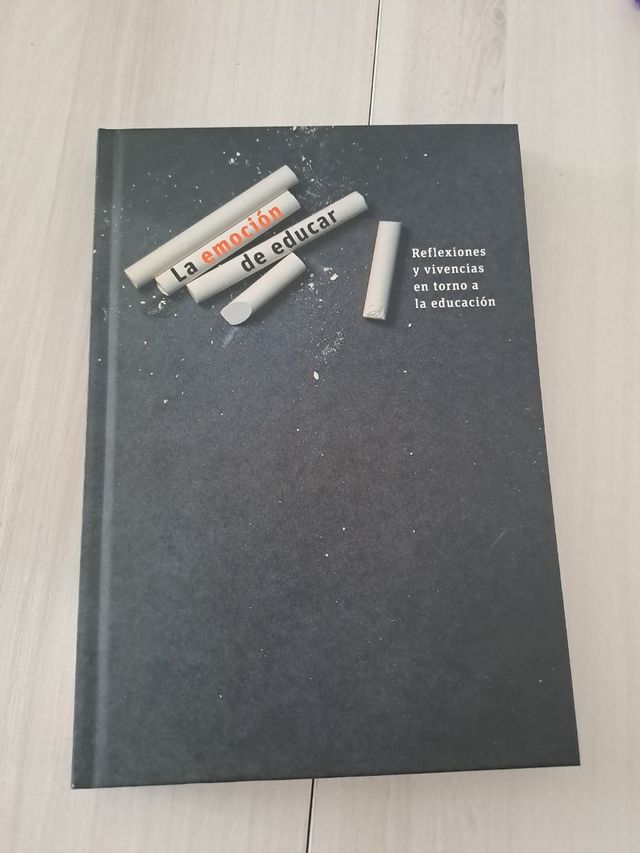 La emoción
de educar
Reflexiones
y vivencias
en torno a
la educación